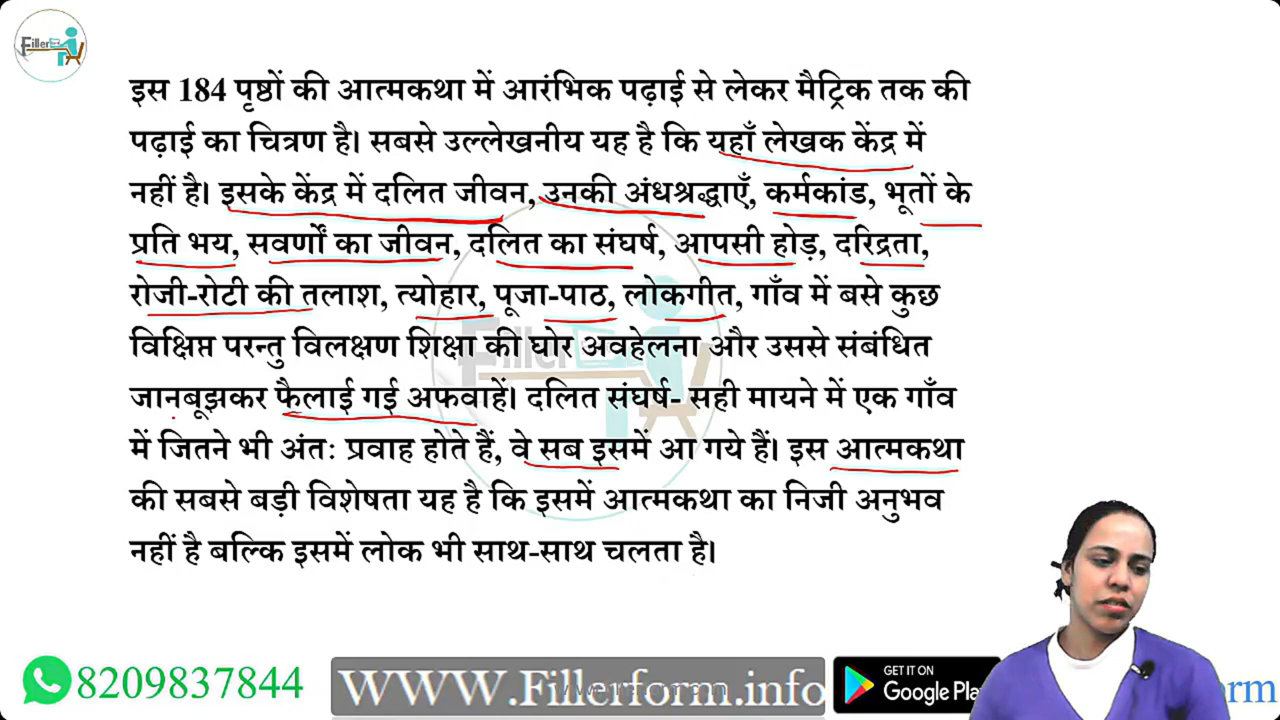 Filler
इस 184 पृष्ठों की आत्मकथा में आरंभिक पढ़ाई से लेकर मैट्रिक तक की
पढ़ाई का चित्रण है। सबसे उल्लेखनीय यह है कि यहाँ लेखक केंद्र में
नहीं है। इसके केंद्र में दलित जीवन, उनकी अंधश्रद्धाएँ, कर्मकांड, भूतों के
प्रति भय, सवर्णों का जीवन, दलित का संघर्ष, आपसी होड़, दरिद्रता,
रोजी-रोटी की तलाश, त्योहार, पूजा-पाठ, लोकगीत, गाँव में बसे कुछ
विक्षिप्त परन्तु विलक्षण शिक्षा की घोर अवहेलना और उससे संबंधित
जानबूझकर फैलाई गई अफवाहें। दलित संघर्ष- सही मायने में एक गाँव
में जितने भी अंतः प्रवाह होते हैं, वे सब इसमें आ गये हैं। इस आत्मकथा
की सबसे बड़ी विशेषता यह है कि इसमें आत्मकथा का निजी अनुभव
नहीं है बल्कि इसमें लोक भी साथ-साथ चलता है।
8209837844
WWW.Fillerform.info
GET IT ON
Google Pla
rm